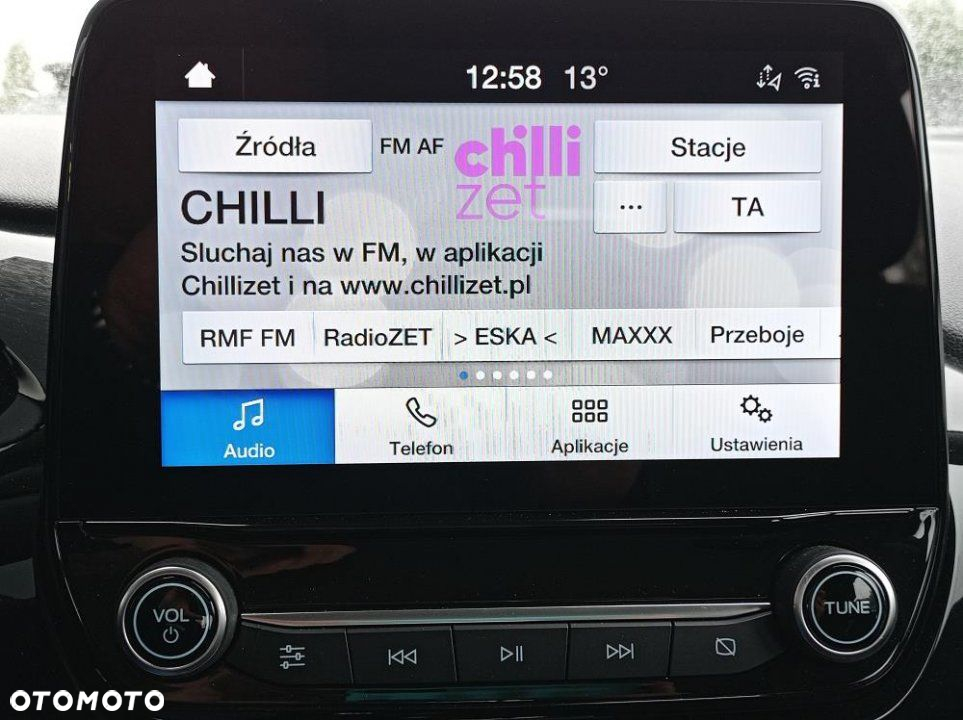 12:58 13°
Źródła
FM AF
chilli
zet
Stacje
CHILLI
...
TA
Sluchaj nas w FM, w aplikacji
Chillizet i na www.chillizet.pl
RMF FM
RadioZET
> ESKA <
MAXXX
Przeboje
Audio
Telefon
Aplikacje
Ustawienia
VOL
TUNE
OTOMOTO